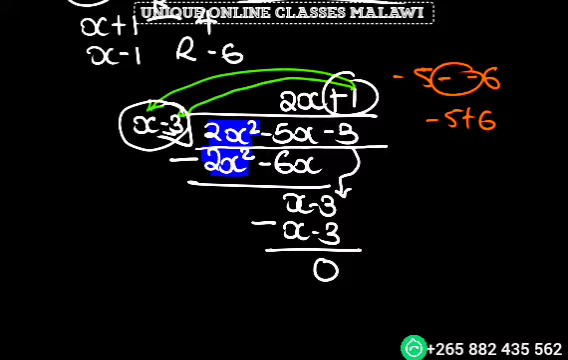 UNIQUE ONLINE CLASSES MALAWI
x+1
x-1 R -6
2x+1
x-3 2x²-5x-3
- 2x²-6x
x-3
- x-3
0
-5--6
-5+6
+265 882 435 562